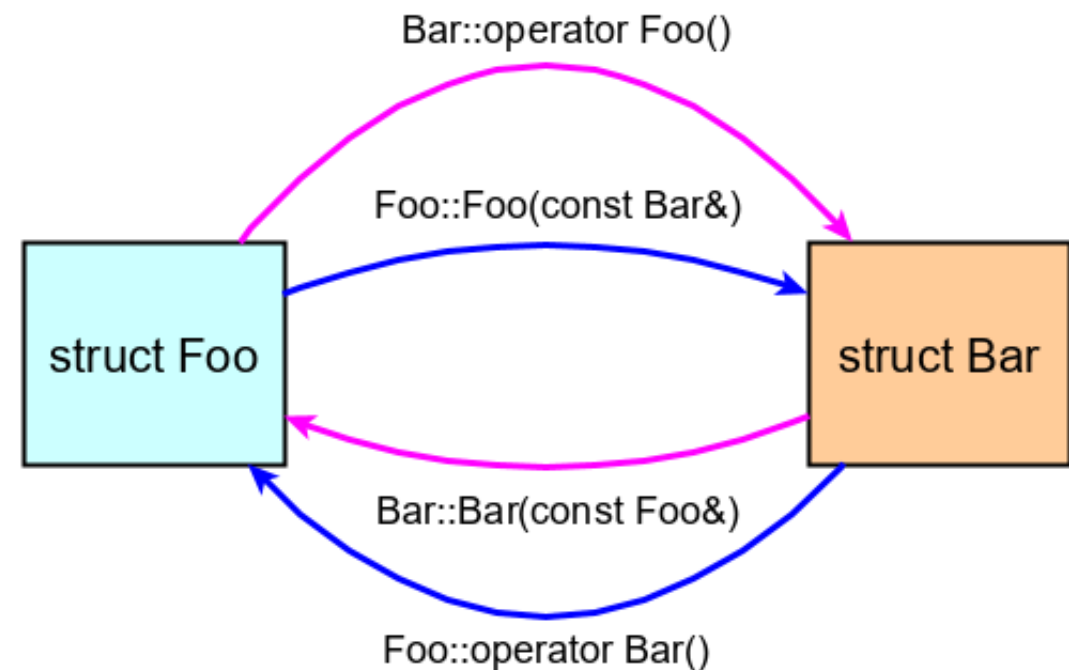 Bar::operator Foo()
Foo::Foo(const Bar&)
struct Foo
struct Bar
Bar::Bar(const Foo&)
Foo::operator Bar()